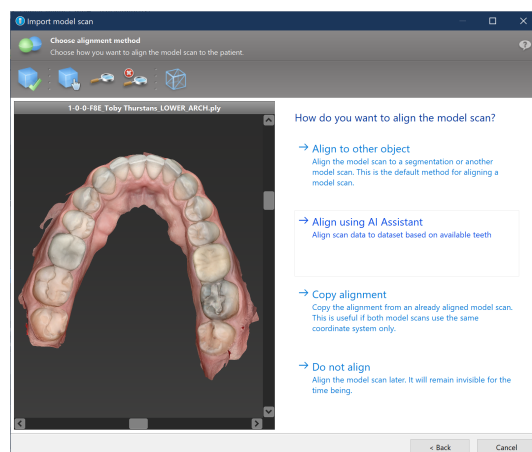 Import model scan
Choose alignment method
Choose how you want to align the model scan to the patient.
1-0-0-F8E_Toby Thurstans_LOWER_ARCH.ply
How do you want to align the model scan?
→ Align to other object
Align the model scan to a segmentation or another
model scan. This is the default method for aligning a
model scan.
→ Align using AI Assistant
Align scan data to dataset based on available teeth
→ Copy alignment
Copy the alignment from an already aligned model scan.
This is useful if both model scans use the same
coordinate system only.
→ Do not align
Align the model scan later. It will remain invisible for the
time being.
< Back
Cancel